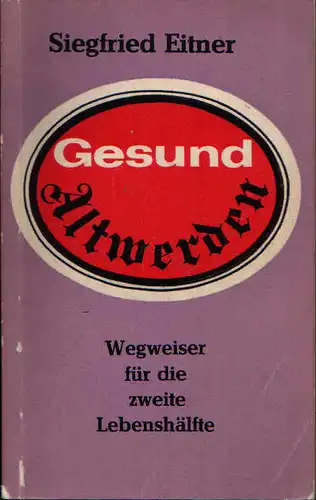 Siegfried Eitner
Gesund
Altwerden
Wegweiser
für die
zweite
Lebenshälfte